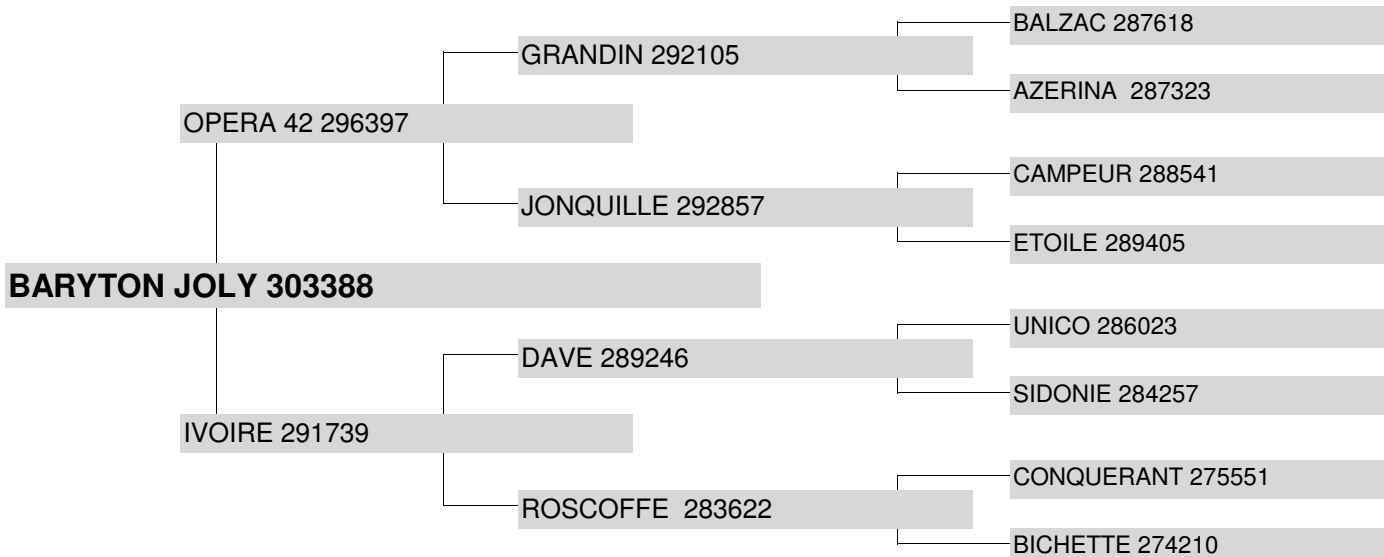 BALZAC 287618
GRANDIN 292105
AZERINA 287323
OPERA 42 296397
CAMPEUR 288541
JONQUILLE 292857
ETOILE 289405
BARYTON JOLY 303388
UNICO 286023
DAVE 289246
SIDONIE 284257
IVOIRE 291739
CONQUERANT 275551
ROSCOFFE 283622
BICHETTE 274210